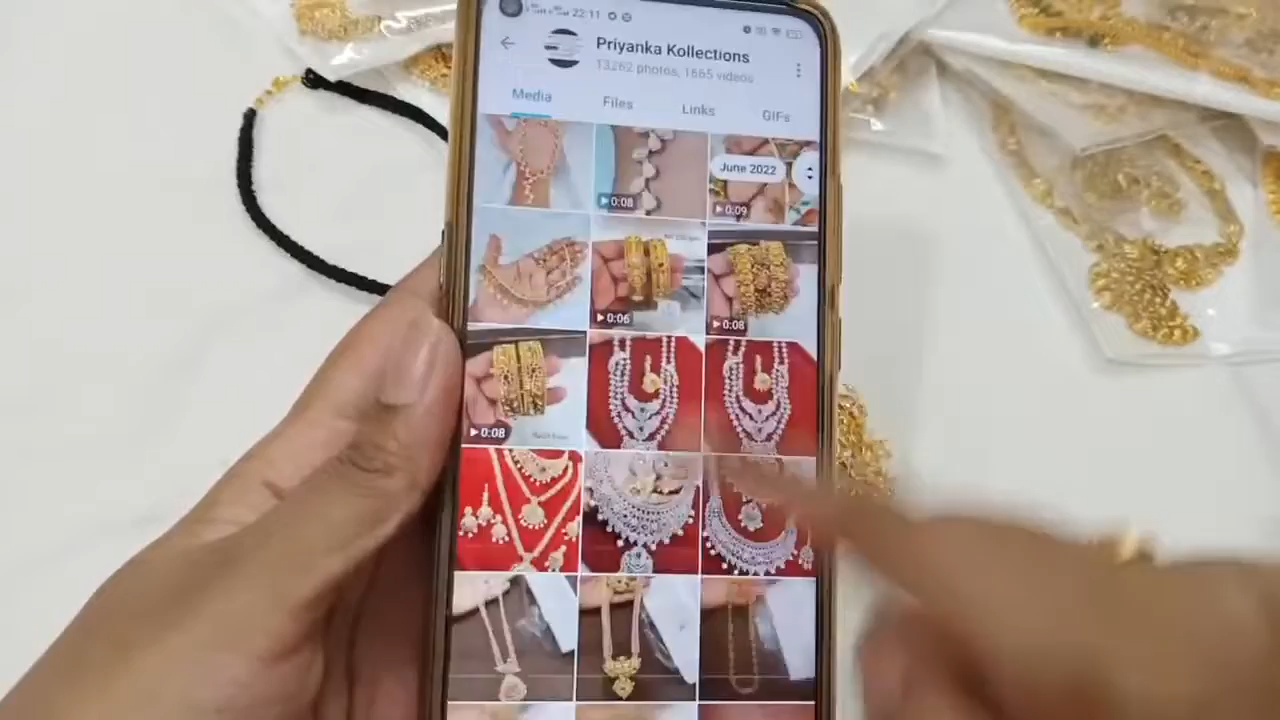 22:11
Priyanka Kollections
13262 photos, 1665 videos
Media Files Links GIFs
0:08 0:09 June 2022
0:06 0:08
0:08